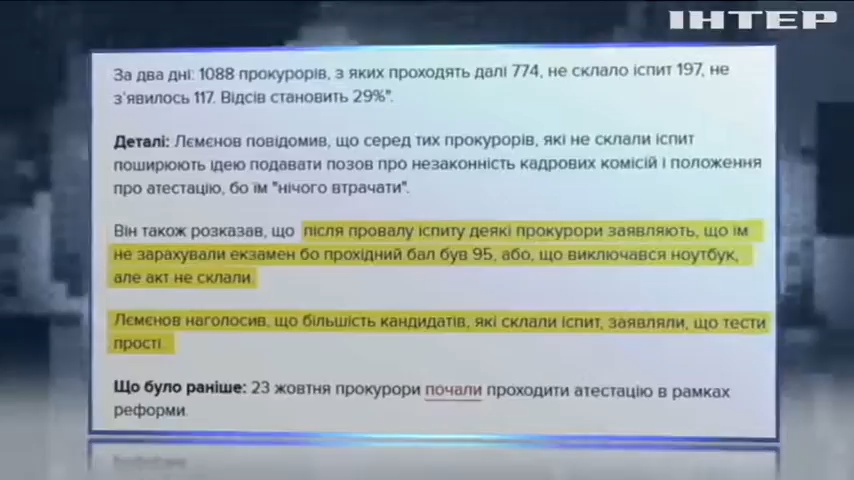 ІНТЕР
За два дні: 1088 прокурорів, з яких проходять далі 774, не склало іспит 197, не
з'явилось 117. Відсів становить 29%".
Деталі: Лємєнов повідомив, що серед тих прокурорів, які не склали іспит
поширюють ідею подавати позов про незаконність кадрових комісій і положення
про атестацію, бо їм "нічого втрачати".
Він також розказав, що після провалу іспиту деякі прокурори заявляють, що їм
не зарахували екзамен бо прохідний бал був 95, або, що виключався ноутбук,
але акт не склали.
Лємєнов наголосив, що більшість кандидатів, які склали іспит, заявляли, що тести
прості.
Що було раніше: 23 жовтня прокурори почали проходити атестацію в рамках
реформи.